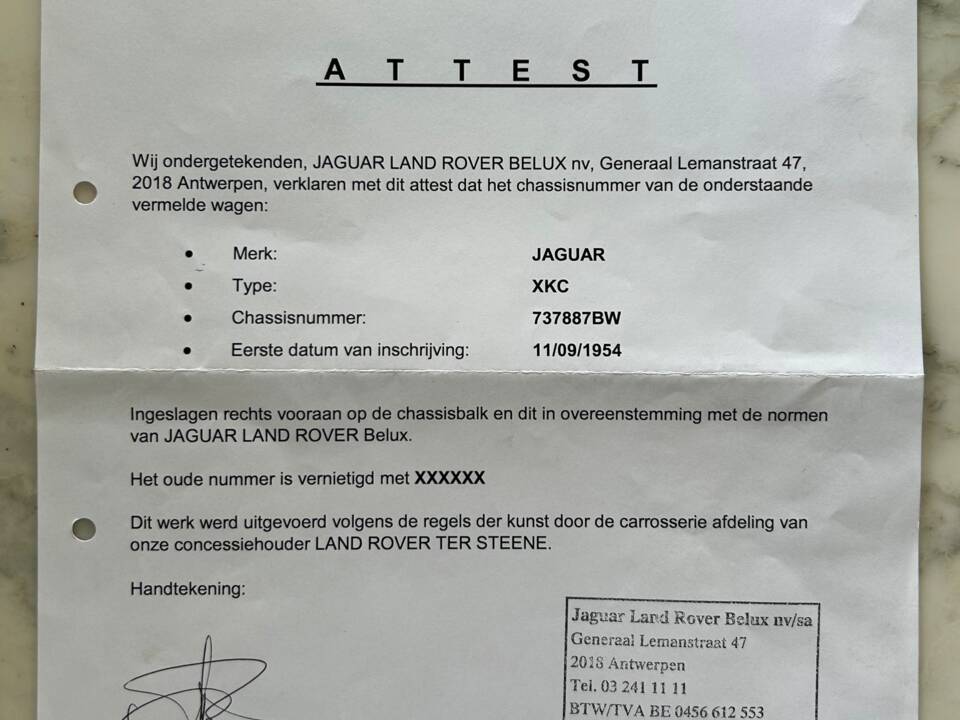 A T T E S T
Wij ondergetekenden, JAGUAR LAND ROVER BELUX nv, Generaal Lemanstraat 47,
2018 Antwerpen, verklaren met dit attest dat het chassisnummer van de onderstaande
vermelde wagen:
• Merk: JAGUAR
• Type: XKC
• Chassisnummer: 737887BW
• Eerste datum van inschrijving: 11/09/1954
Ingeslagen rechts vooraan op de chassisbalk en dit in overeenstemming met de normen
van JAGUAR LAND ROVER Belux.
Het oude nummer is vernietigd met XXXXXX
Dit werk werd uitgevoerd volgens de regels der kunst door de carrosserie afdeling van
onze concessiehouder LAND ROVER TER STEENE.
Handtekening:
Jaguar Land Rover Belux nv/sa
Generaal Lemanstraat 47
2018 Antwerpen
Tel. 03 241 11 11
BTW/TVA BE 0456 612 553